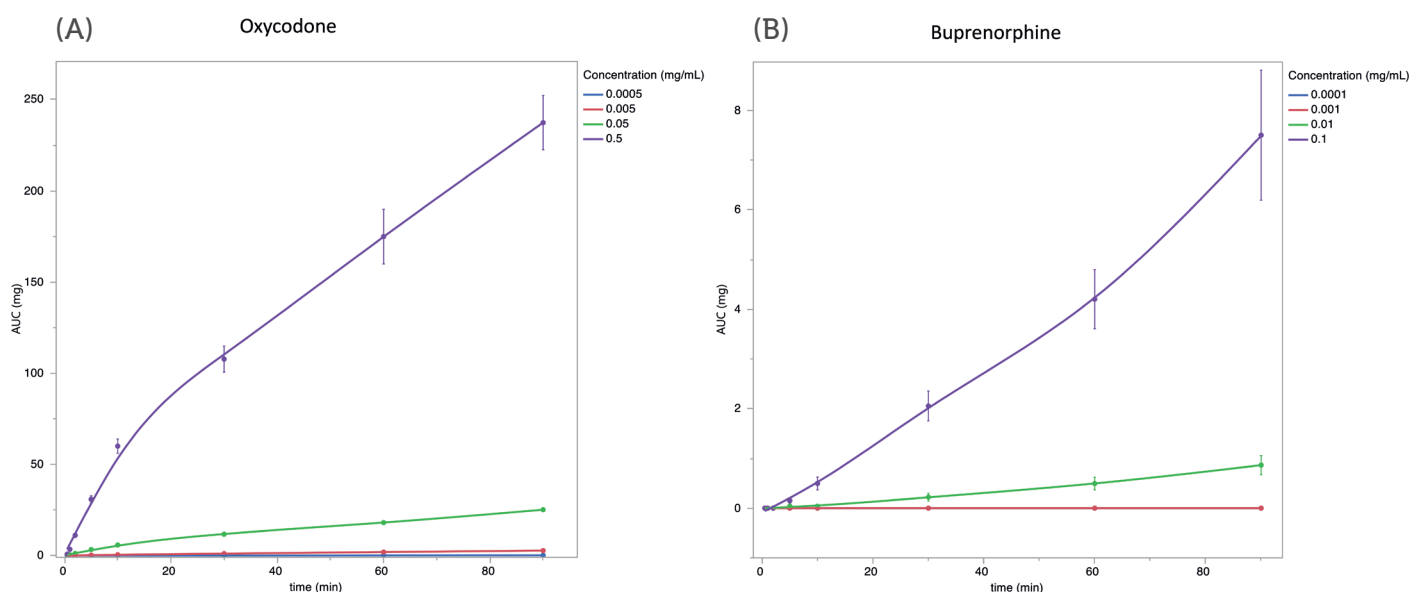 (A)
Oxycodone
Concentration (mg/mL)
0.0005
0.005
0.05
0.5
250
200
150
100
50
0
AUC (mg)
0
20
40
60
80
time (min)
(B)
Buprenorphine
Concentration (mg/mL)
0.0001
0.001
0.01
0.1
8
6
4
2
0
AUC (mg)
0
20
40
60
80
time (min)